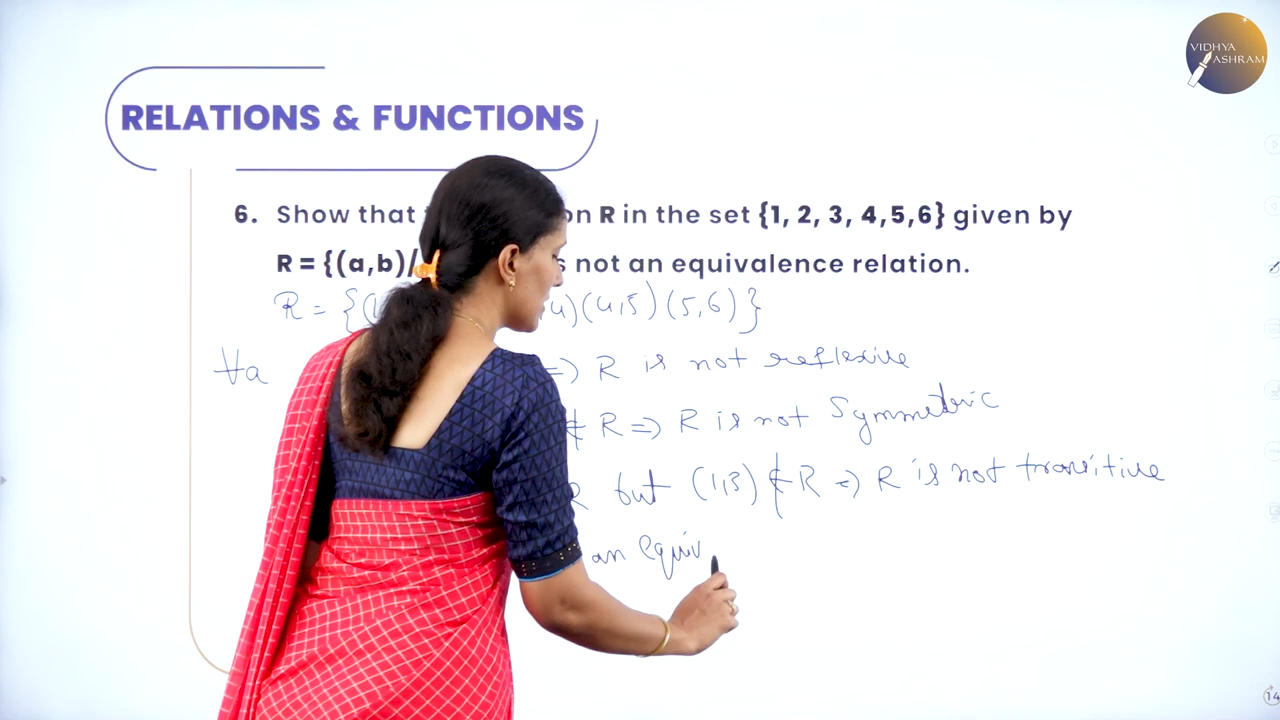 VIDHYA
ASHRAM
RELATIONS & FUNCTIONS
6. Show that on R in the set {1, 2, 3, 4,5,6} given by
R = {(a,b)/ s not an equivalence relation.
R = {(1 4)(4,5)(5,6)}
∀a => R is not reflexive
∉ R => R is not Symmetric
R but (1,3) ∉ R => R is not transitive
an equiv
14